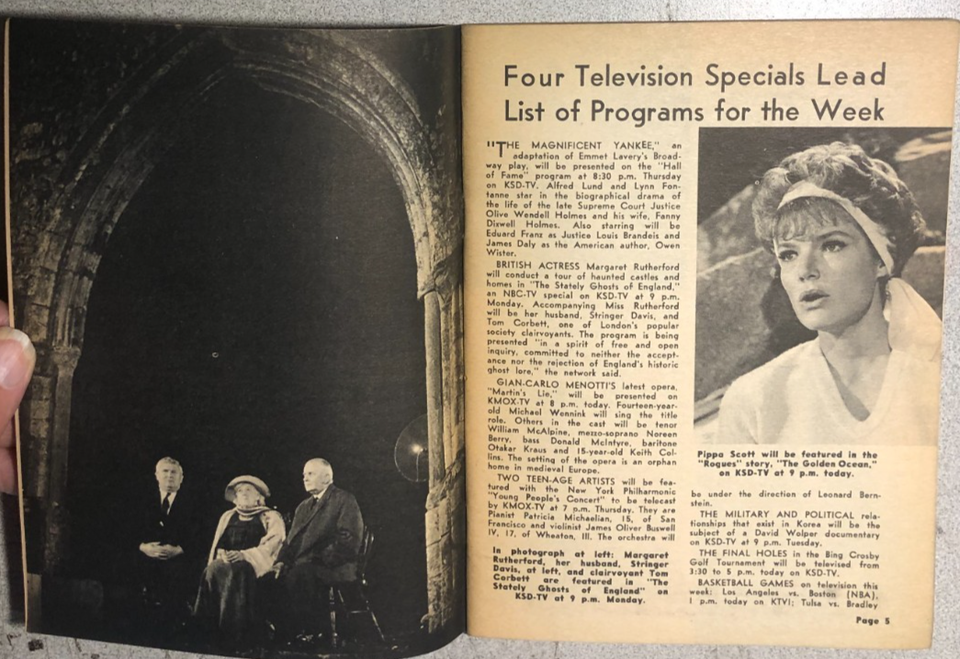 Four Television Specials Lead
List of Programs for the Week
"THE MAGNIFICENT YANKEE," an
adaptation of Emmet Lavery's Broad-
way play, will be presented on the "Hall
of Fame" program at 8:30 p.m. Thursday
on KSD-TV. Alfred Lund and Lynn Fon-
tanne star in the biographical drama of
the life of the late Supreme Court Justice
Olive Wendell Holmes and his wife, Fanny
Dixwell Holmes. Also starring will be
Eduard Franz as Justice Louis Brandeis and
James Daly as the American author, Owen
Wister.
BRITISH ACTRESS Margaret Rutherford
will conduct a tour of haunted castles and
homes in "The Stately Ghosts of England,"
an NBC-TV special on KSD-TV at 9 p.m.
Monday. Accompanying Miss Rutherford
will be her husband, Stringer Davis, and
Tom Corbett, one of London's popular
society clairvoyants. The program is being
presented "in a spirit of free and open
inquiry, committed to neither the accept-
ance nor the rejection of England's historic
ghost lore," the network said.
GIAN-CARLO MENOTTI'S latest opera,
"Martin's Lie," will be presented on
KMOX-TV at 8 p.m. today. Fourteen-year-
old Michael Wennink will sing the title
role. Others in the cast will be tenor
William McAlpine, mezzo-soprano Noreen
Berry, bass Donald McIntyre, baritone
Otakar Kraus and 15-year-old Keith Col-
lins. The setting of the opera is an orphan
home in medieval Europe.
TWO TEEN-AGE ARTISTS will be fea-
tured with the New York Philharmonic
"Young People's Concert" to be telecast
by KMOX-TV at 7 p.m. Thursday. They are
Pianist Patricia Michaelian, 15, of San
Francisco and violinist James Oliver Buswell
IV, 17, of Wheaton, Ill. The orchestra will
In photograph at left: Margaret
Rutherford, her husband, Stringer
Davis, at left, and clairvoyant Tom
Corbett are featured in "The
Stately Ghosts of England" on
KSD-TV at 9 p.m. Monday.
Pippa Scott will be featured in the
"Rogues" story, "The Golden Ocean,"
on KSD-TV at 9 p.m. today.
be under the direction of Leonard Bern-
stein.
THE MILITARY AND POLITICAL rela-
tionships that exist in Korea will be the
subject of a David Wolper documentary
on KSD-TV at 9 p.m. Tuesday.
THE FINAL HOLES in the Bing Crosby
Golf Tournament will be televised from
3:30 to 5 p.m. today on KSD-TV.
BASKETBALL GAMES on television this
week: Los Angeles vs. Boston (NBA),
1 p.m. today on KTVI; Tulsa vs. Bradley
Page 5